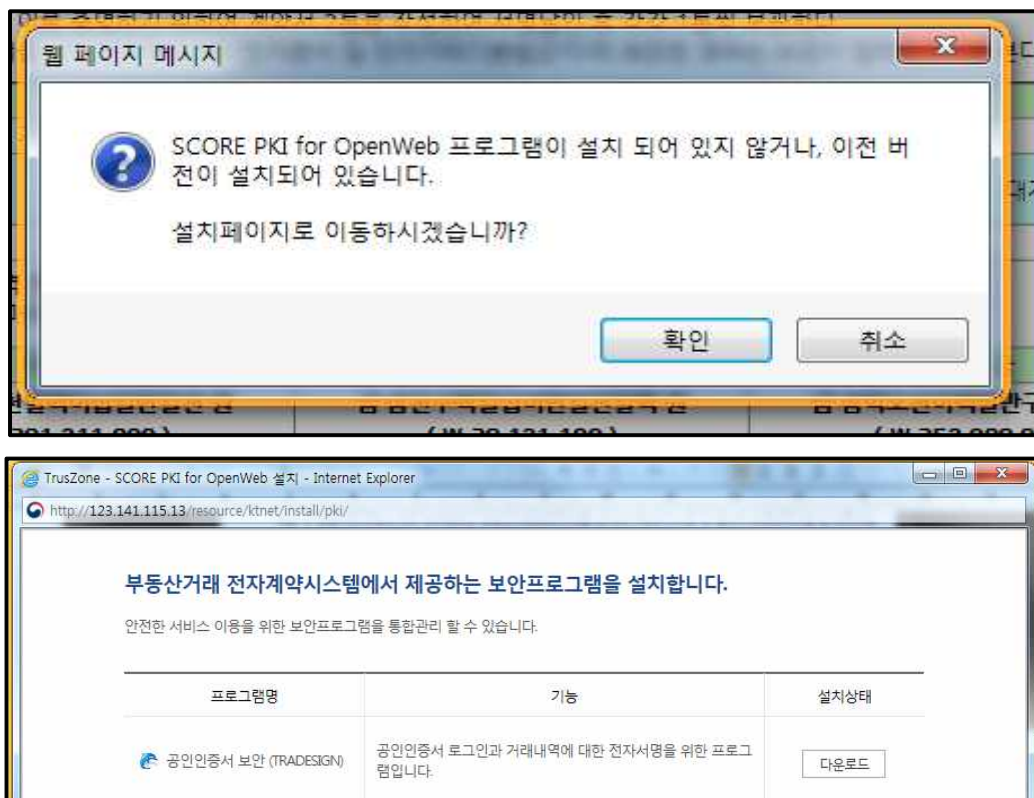 웹 페이지 메시지
SCORE PKI for OpenWeb 프로그램이 설치 되어 있지 않거나, 이전 버
전이 설치되어 있습니다.
설치페이지로 이동하시겠습니까?
확인 취소
TrusZone - SCORE PKI for OpenWeb 설치 - Internet Explorer
http://123.141.115.13/resource/ktnet/install/pki/
부동산거래 전자계약시스템에서 제공하는 보안프로그램을 설치합니다.
안전한 서비스 이용을 위한 보안프로그램을 통합관리 할 수 있습니다.
프로그램명 기능 설치상태
공인인증서 보안 (TRADESIGN) 공인인증서 로그인과 거래내역에 대한 전자서명을 위한 프로그
램입니다. 다운로드